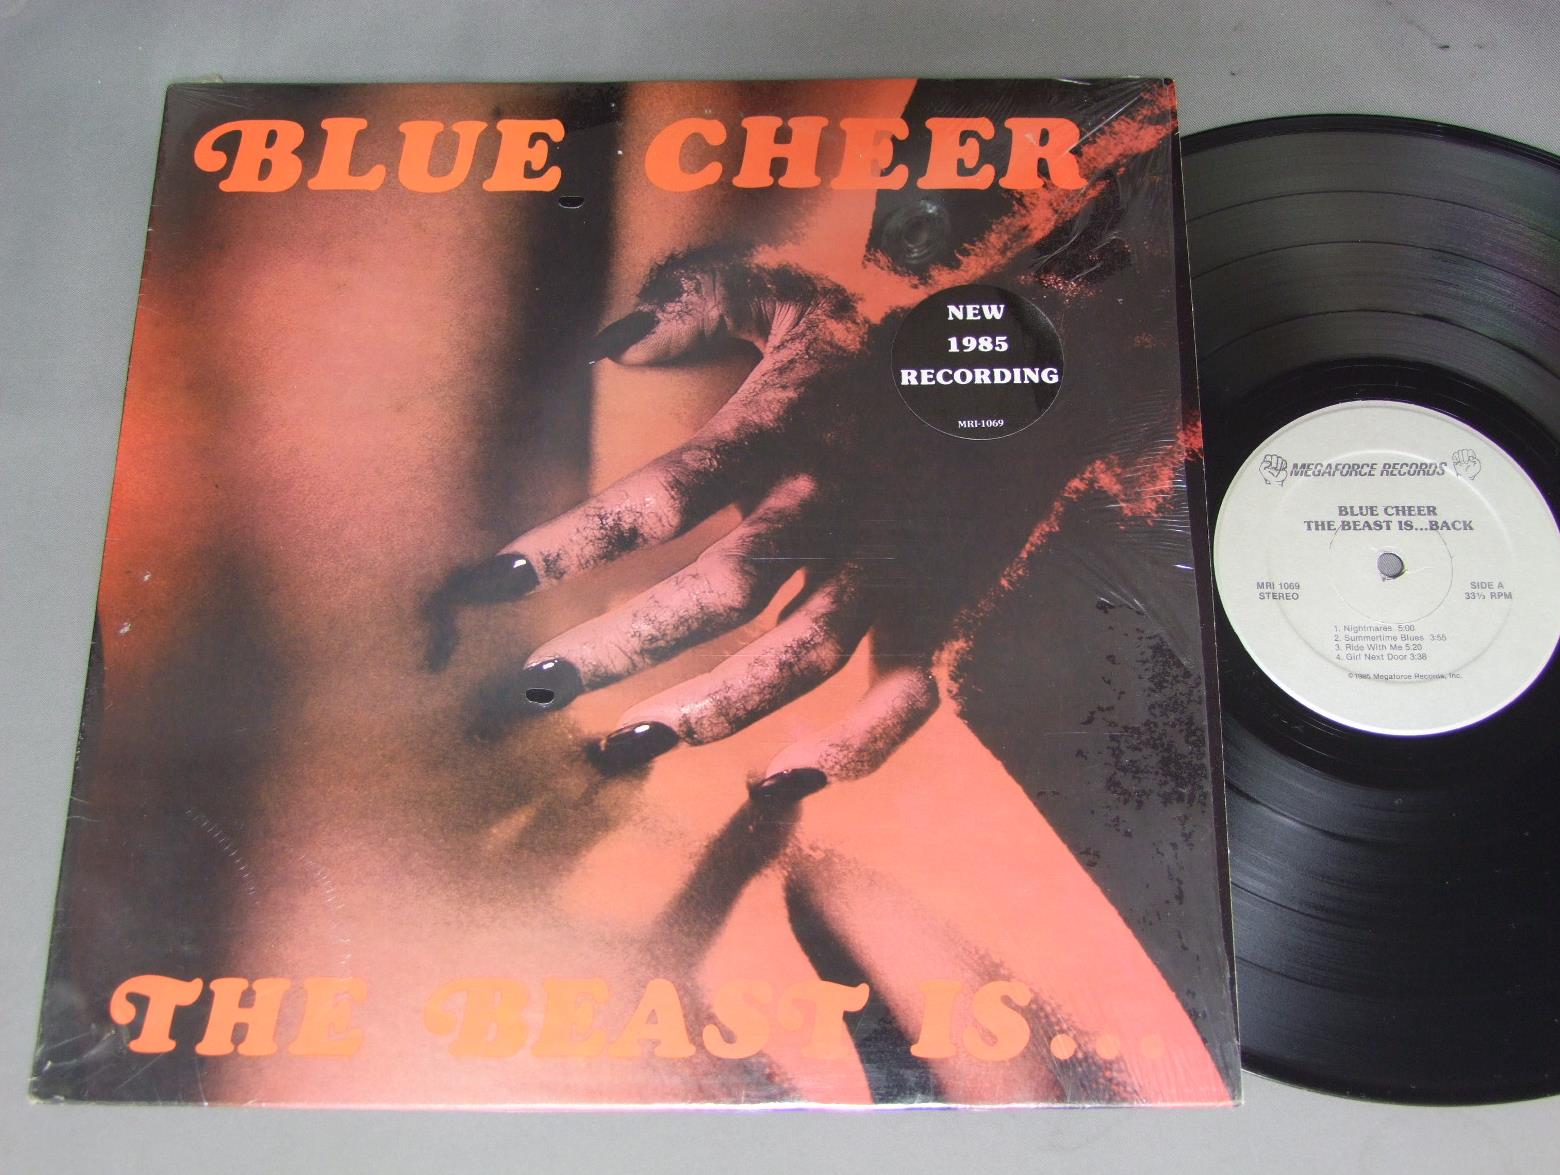 BLUE CHEER
NEW
1985
RECORDING
MRI-1069
THE BEAST IS...
MEGAFORCE RECORDS
BLUE CHEER
THE BEAST IS...BACK
MRI 1069
STEREO
SIDE A
33⅓ RPM
1. Nightmares 5:00
2. Summertime Blues 3:55
3. Ride With Me 5:20
4. Girl Next Door 3:38
©1985 Megaforce Records, Inc.